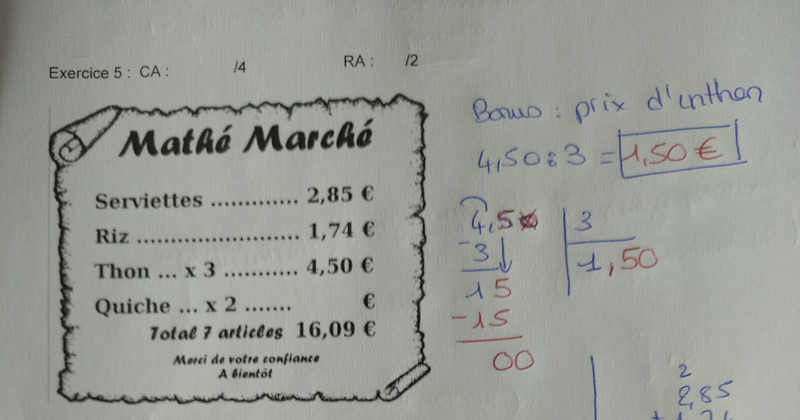 Exercice 5 : CA : /4 RA : /2
Mathé Marché
Serviettes ............. 2,85 €
Riz ........................ 1,74 €
Thon ... x 3 ........... 4,50 €
Quiche ... x 2 ....... €
Total 7 articles 16,09 €
Merci de votre confiance
A bientôt
Bonus : prix d'unthon
4,50 : 3 = 1,50 €
4,50 3
-3 1,50
15
-15
00
2
2,85